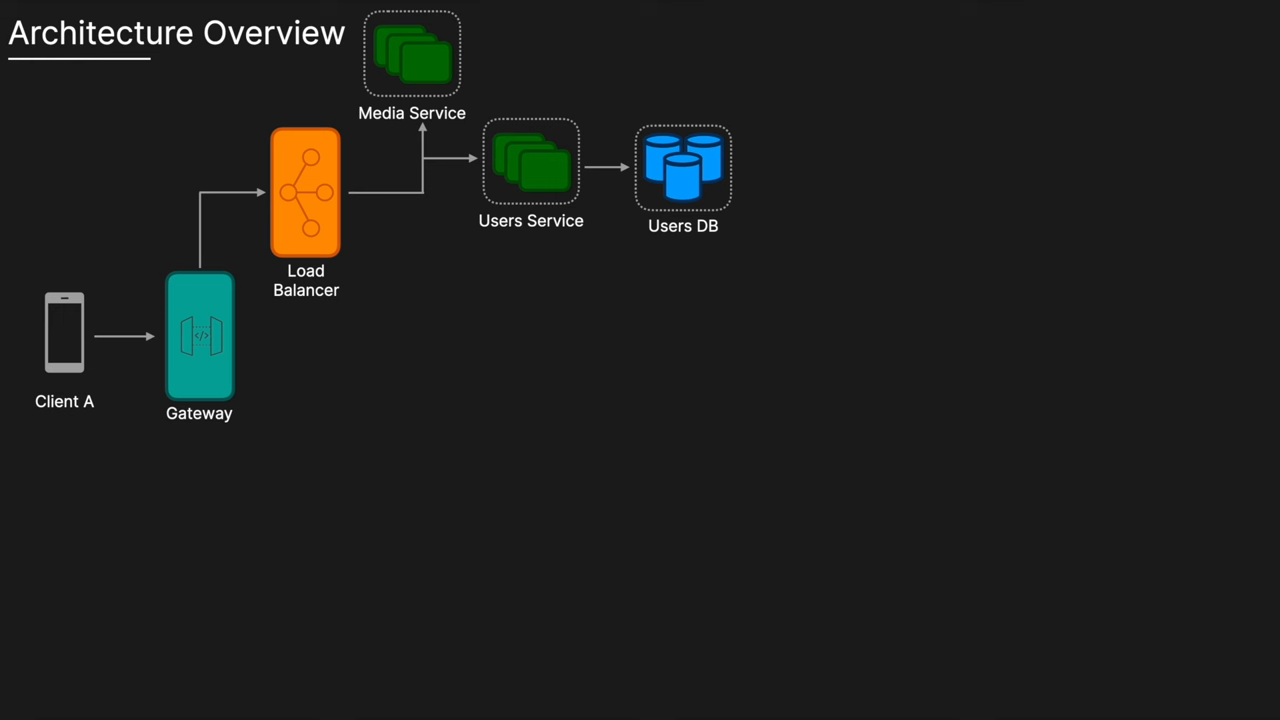 Architecture Overview
Media Service
Users Service
Users DB
Load
Balancer
</>
Client A
Gateway